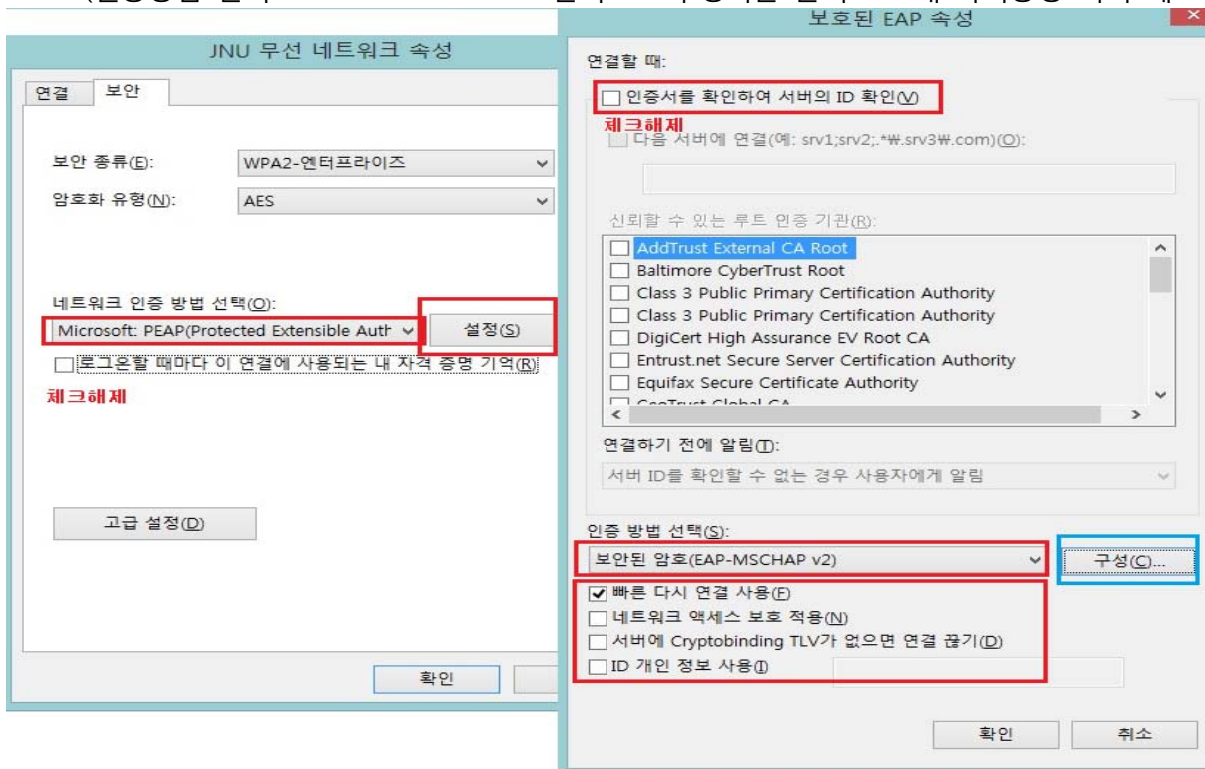 JNU 무선 네트워크 속성
연결
보안
보안 종류(E):
WPA2-엔터프라이즈
암호화 유형(N):
AES
네트워크 인증 방법 선택(O):
Microsoft: PEAP(Protected Extensible Auth
설정(S)
로그온할 때마다 이 연결에 사용되는 내 자격 증명 기억(R)
체크해제
고급 설정(D)
확인
보호된 EAP 속성
연결할 때:
인증서를 확인하여 서버의 ID 확인(V)
체크해제
다음 서버에 연결(예: srv1;srv2;.*₩.srv3₩.com)(O):
신뢰할 수 있는 루트 인증 기관(R):
AddTrust External CA Root
Baltimore CyberTrust Root
Class 3 Public Primary Certification Authority
Class 3 Public Primary Certification Authority
DigiCert High Assurance EV Root CA
Entrust.net Secure Server Certification Authority
Equifax Secure Certificate Authority
GeoTrust Global CA
연결하기 전에 알림(T):
서버 ID를 확인할 수 없는 경우 사용자에게 알림
인증 방법 선택(S):
보안된 암호(EAP-MSCHAP v2)
구성(C)...
빠른 다시 연결 사용(F)
네트워크 액세스 보호 적용(N)
서버에 Cryptobinding TLV가 없으면 연결 끊기(D)
ID 개인 정보 사용(I)
확인
취소